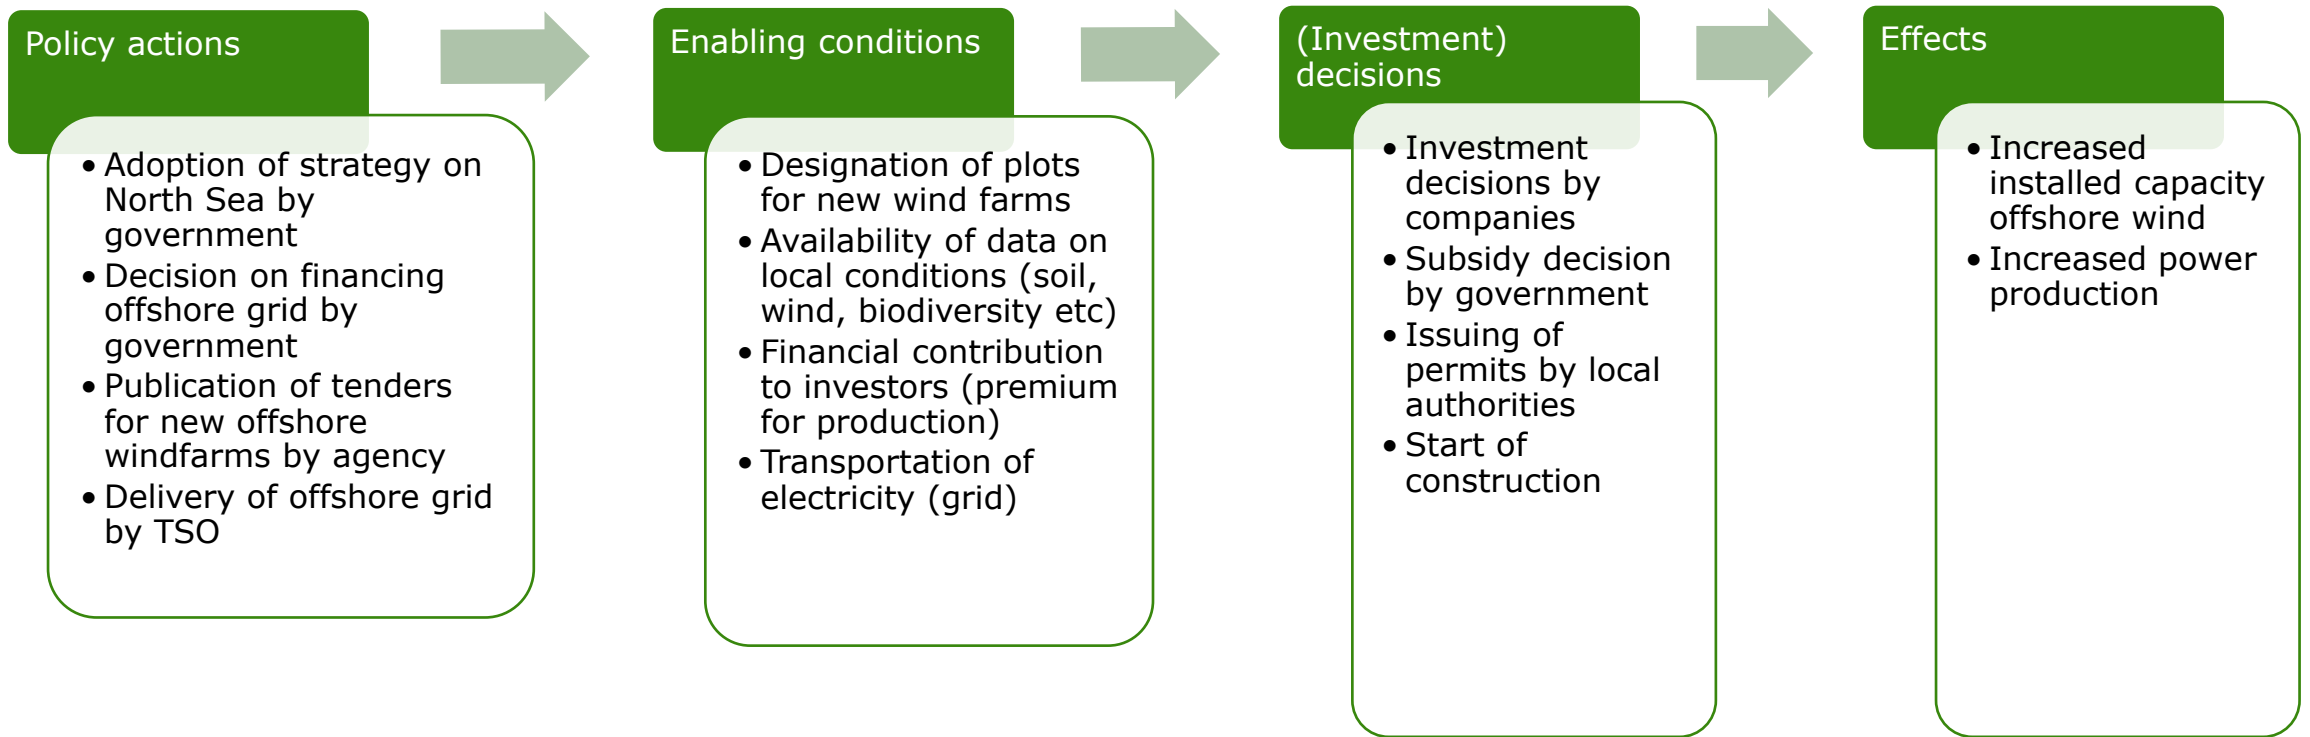 Policy actions
• Adoption of strategy on
North Sea by
government
• Decision on financing
offshore grid by
government
• Publication of tenders
for new offshore
windfarms by agency
• Delivery of offshore grid
by TSO
Enabling conditions
• Designation of plots
for new wind farms
• Availability of data on
local conditions (soil,
wind, biodiversity etc)
• Financial contribution
to investors (premium
for production)
• Transportation of
electricity (grid)
(Investment)
decisions
• Investment
decisions by
companies
• Subsidy decision
by government
• Issuing of
permits by local
authorities
• Start of
construction
Effects
• Increased
installed capacity
offshore wind
• Increased power
production